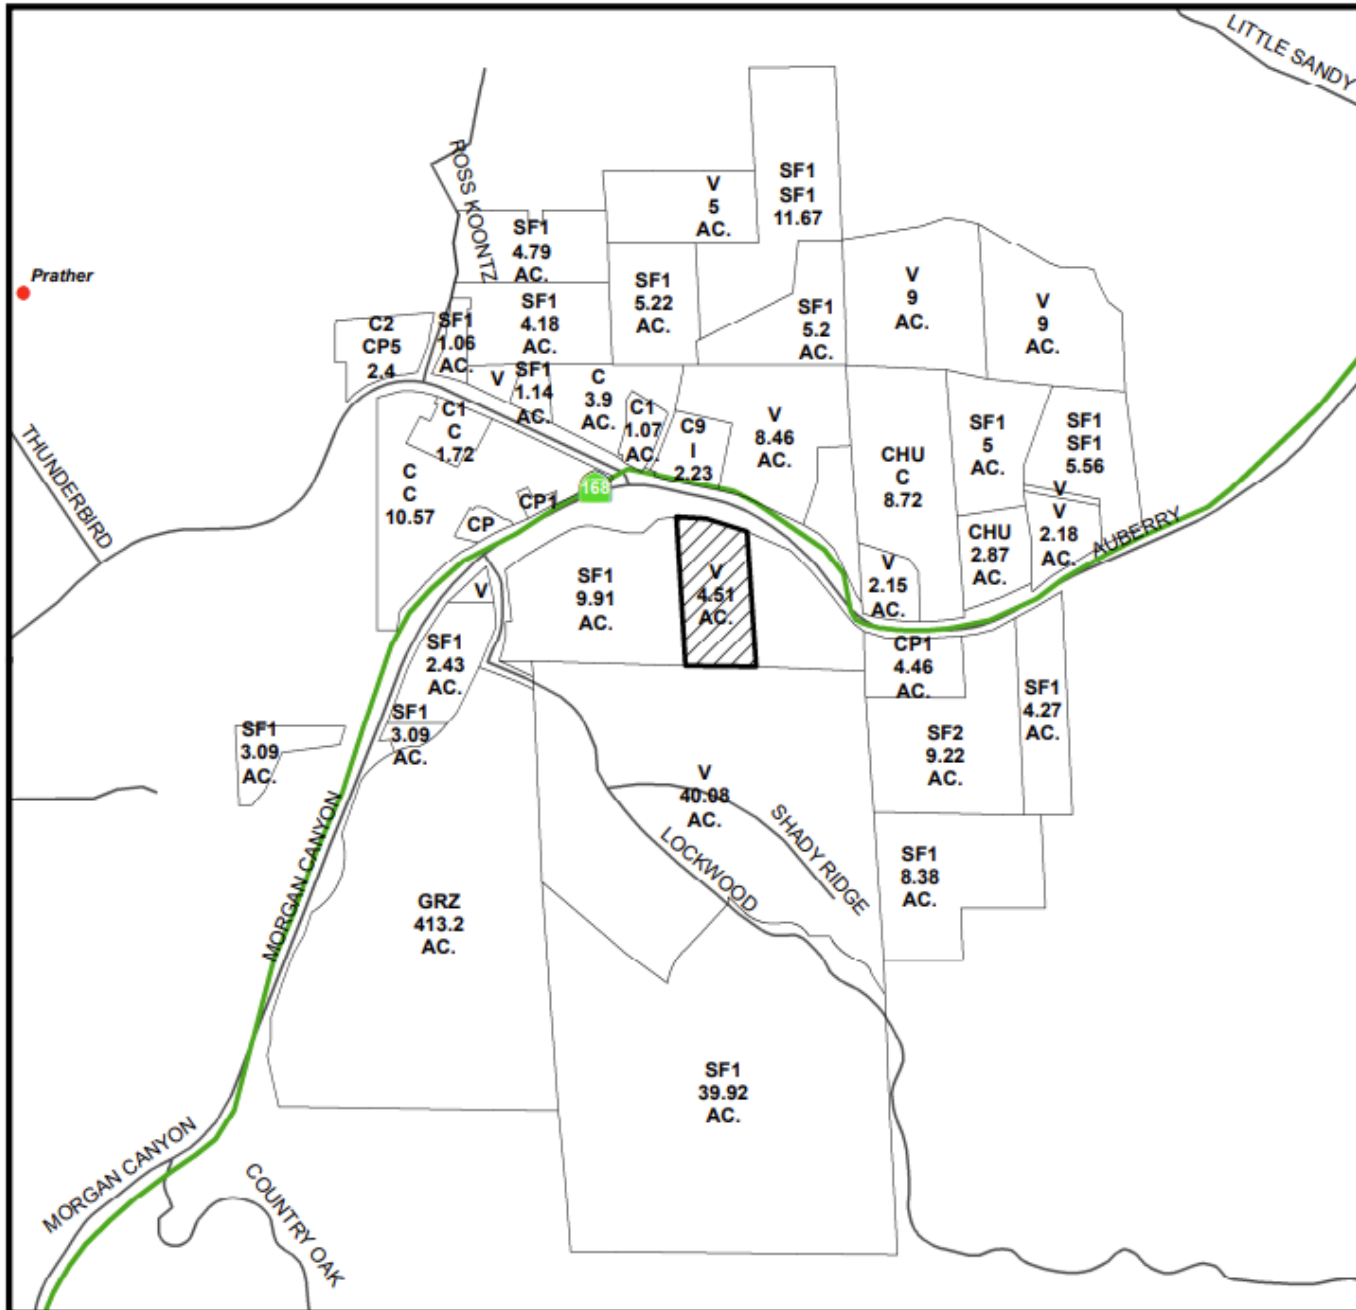 LITTLE SANDY
ROSS KOONTZ
SF1
SF1
11.67
V
5
AC.
SF1
4.79
AC.
Prather
SF1
5.22
AC.
V
9
AC.
V
9
AC.
SF1
4.18
AC.
SF1
5.2
AC.
C2
CP5
2.4
SF1
1.06
AC.
V
SF1
1.14
AC.
C
3.9
AC.
C1
1.07
AC.
C9
I
2.23
V
8.46
AC.
C1
C
1.72
SF1
5
AC.
SF1
SF1
5.56
CHU
C
8.72
THUNDERBIRD
C
C
10.57
168
CP1
CP
V
V
2.18
AC.
AUBERRY
CHU
2.87
AC.
V
2.15
AC.
SF1
9.91
AC.
V
4.51
AC.
V
SF1
2.43
AC.
CP1
4.46
AC.
SF1
4.27
AC.
SF1
3.09
AC.
SF1
3.09
AC.
SF2
9.22
AC.
V
40.08
AC.
SHADY RIDGE
LOCKWOOD
MORGAN CANYON
SF1
8.38
AC.
GRZ
413.2
AC.
SF1
39.92
AC.
MORGAN CANYON
COUNTRY OAK